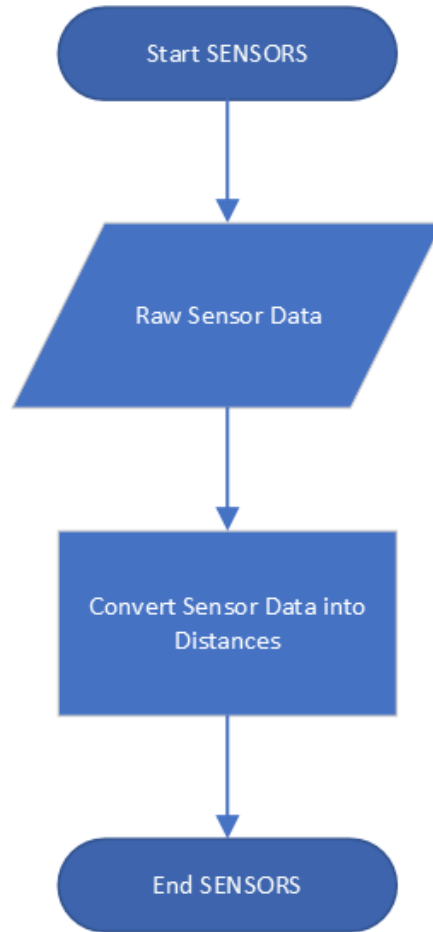 Start SENSORS
Raw Sensor Data
Convert Sensor Data into
Distances
End SENSORS